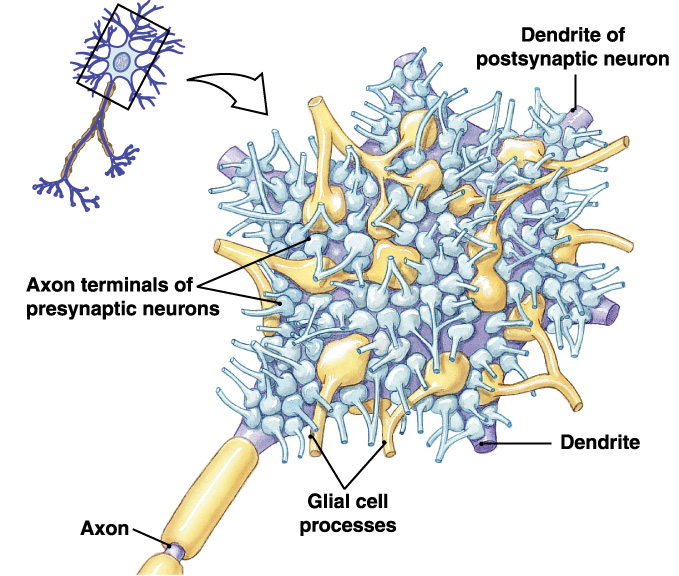 Dendrite of
postsynaptic neuron
Axon terminals of
presynaptic neurons
Dendrite
Glial cell
processes
Axon